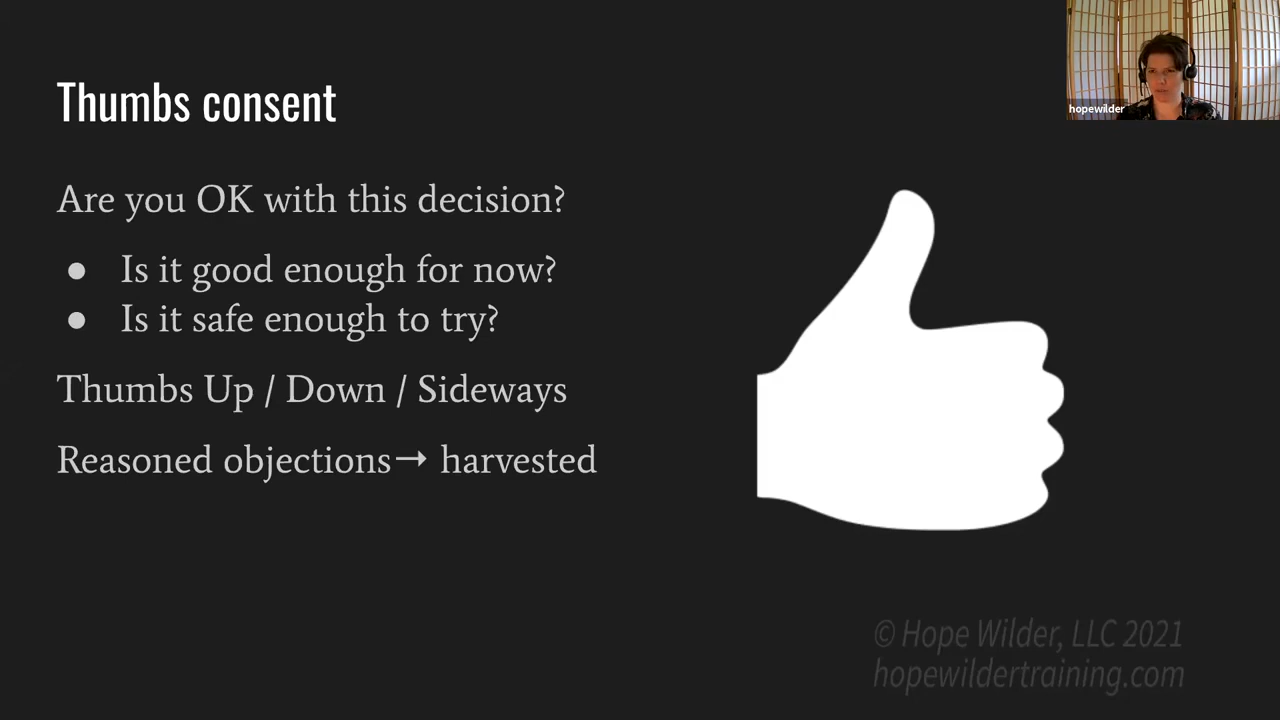 Thumbs consent
hopewilder
Are you OK with this decision?
● Is it good enough for now?
● Is it safe enough to try?
Thumbs Up / Down / Sideways
Reasoned objections→ harvested
© Hope Wilder, LLC 2021
hopewildertraining.com